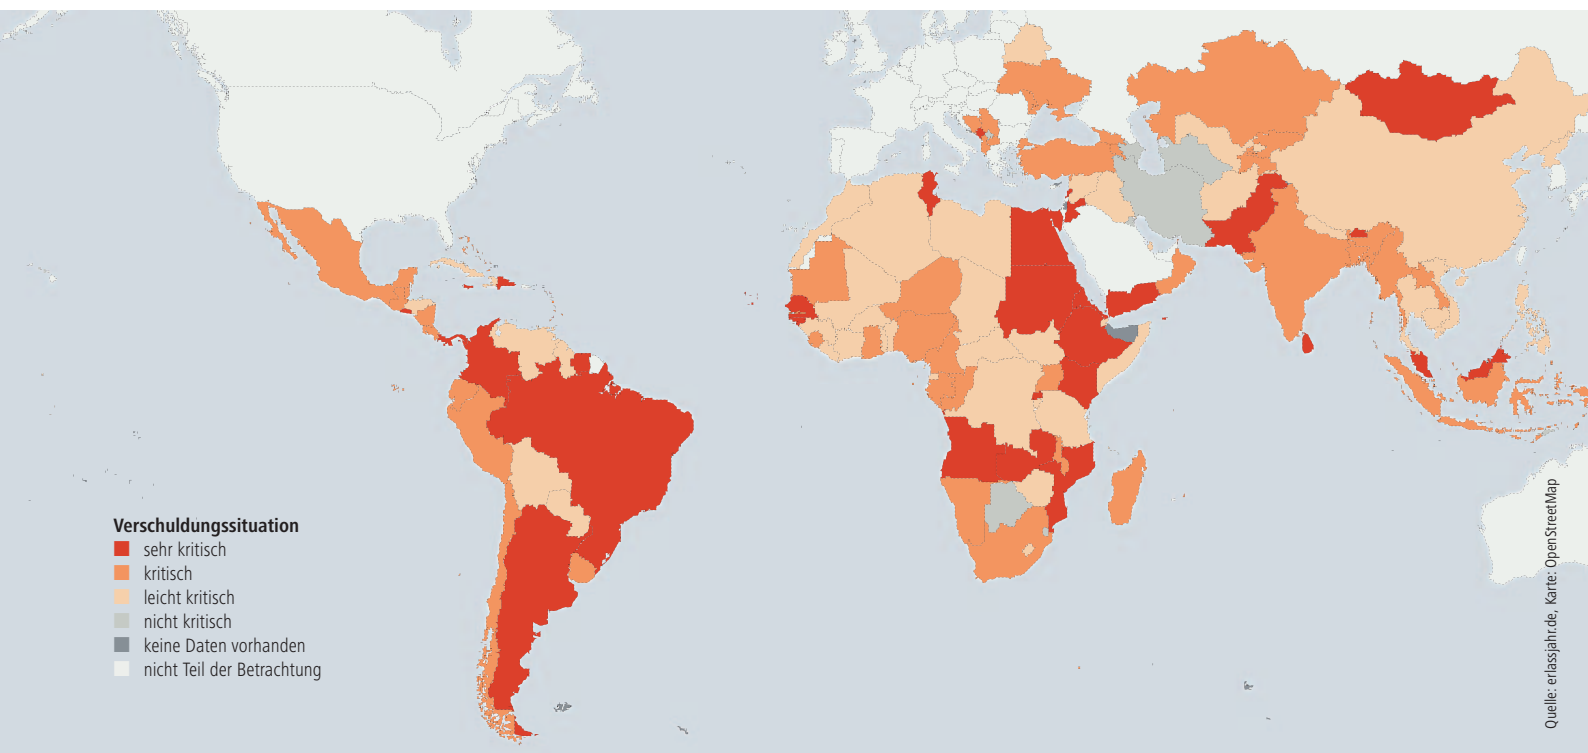 Verschuldungssituation
sehr kritisch
kritisch
leicht kritisch
nicht kritisch
keine Daten vorhanden
nicht Teil der Betrachtung
Quelle: erlassjahr.de, Karte: OpenStreetMap